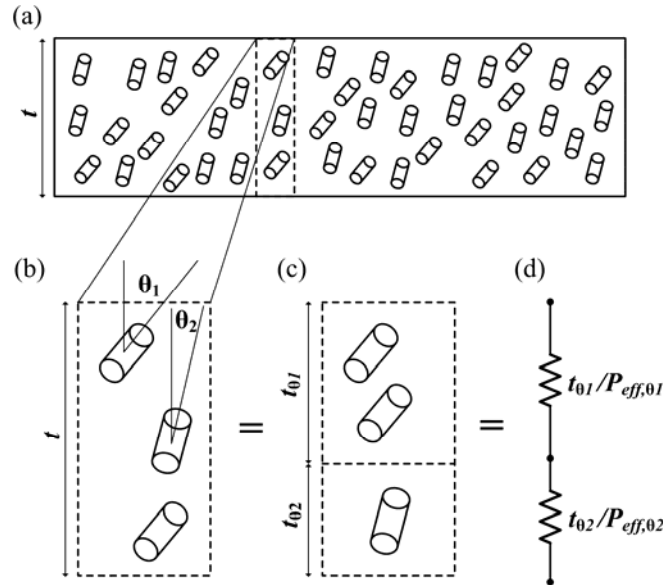 (a)
t
(b)
(c)
(d)
θ1
θ2
t
=
tθ1
tθ2
=
tθ1/Peff,θ1
tθ2/Peff,θ2